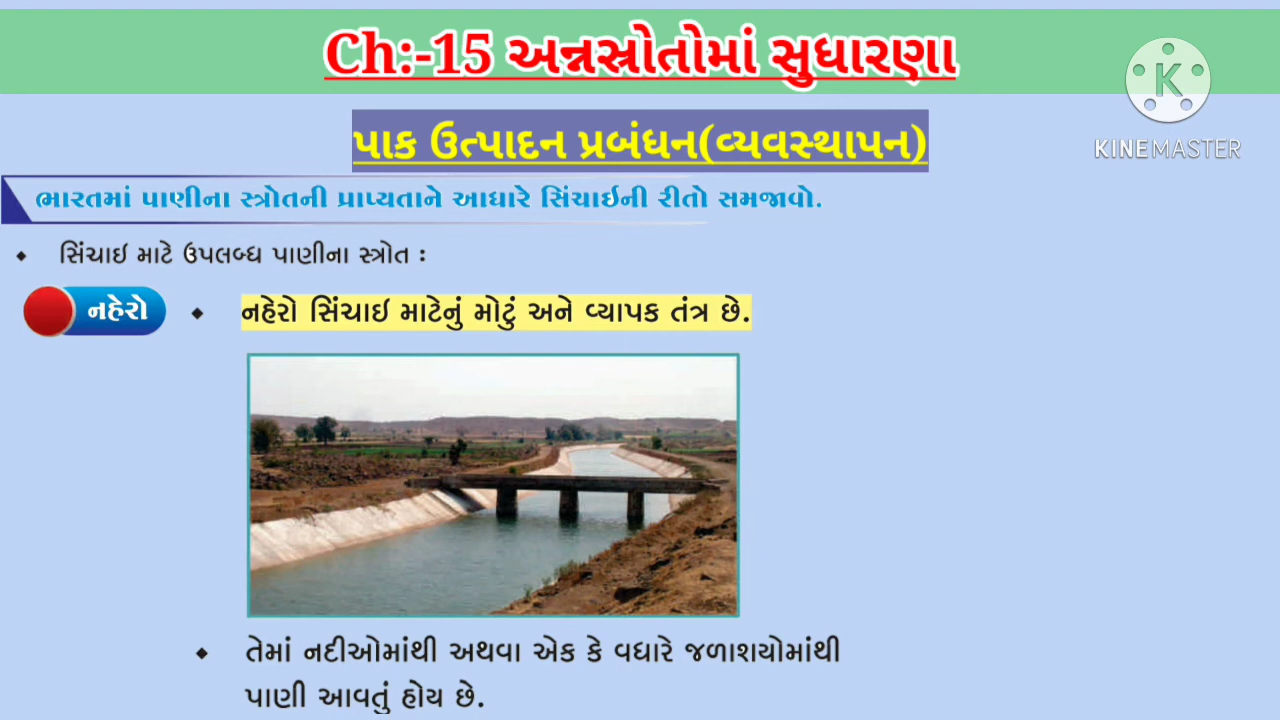 Ch:-15 અન્નસ્રોતોમાં સુધારણા
K
KINEMASTER
પાક ઉત્પાદન પ્રબંધન(વ્યવસ્થાપન)
ભારતમાં પાણીના સ્ત્રોતની પ્રાપ્યતાને આધારે સિંચાઇની રીતો સમજાવો.
◆ સિંચાઇ માટે ઉપલબ્ધ પાણીના સ્ત્રોત :
નહેરો ◆ નહેરો સિંચાઇ માટેનું મોટું અને વ્યાપક તંત્ર છે.
◆ તેમાં નદીઓમાંથી અથવા એક કે વધારે જળાશયોમાંથી
પાણી આવતું હોય છે.